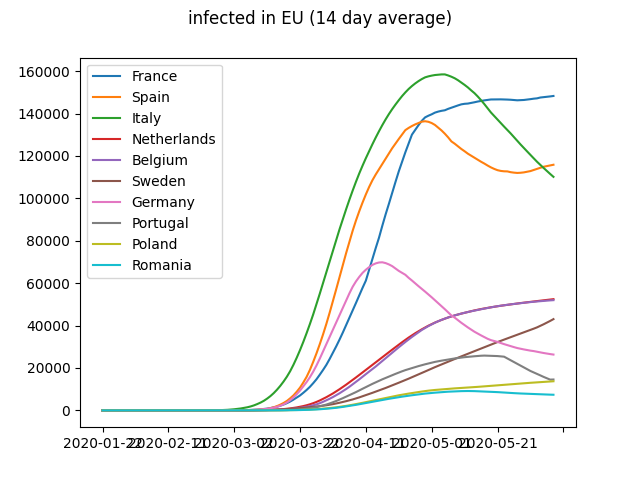 infected in EU (14 day average)
160000
140000
120000
100000
80000
60000
40000
20000
0
France
Spain
Italy
Netherlands
Belgium
Sweden
Germany
Portugal
Poland
Romania
2020-01-22 2020-02-11 2020-03-02 2020-03-22 2020-04-11 2020-05-01 2020-05-21